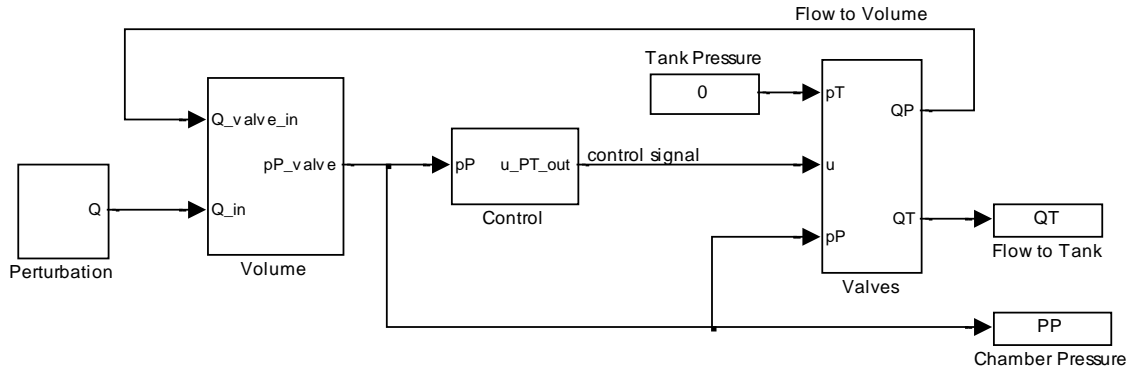 Flow to Volume
Tank Pressure
0
pT
QP
Q_valve_in
pP_valve
pP
u_PT_out
control signal
u
Q
Q_in
Control
QT
QT
pP
Perturbation
Volume
Valves
Flow to Tank
PP
Chamber Pressure